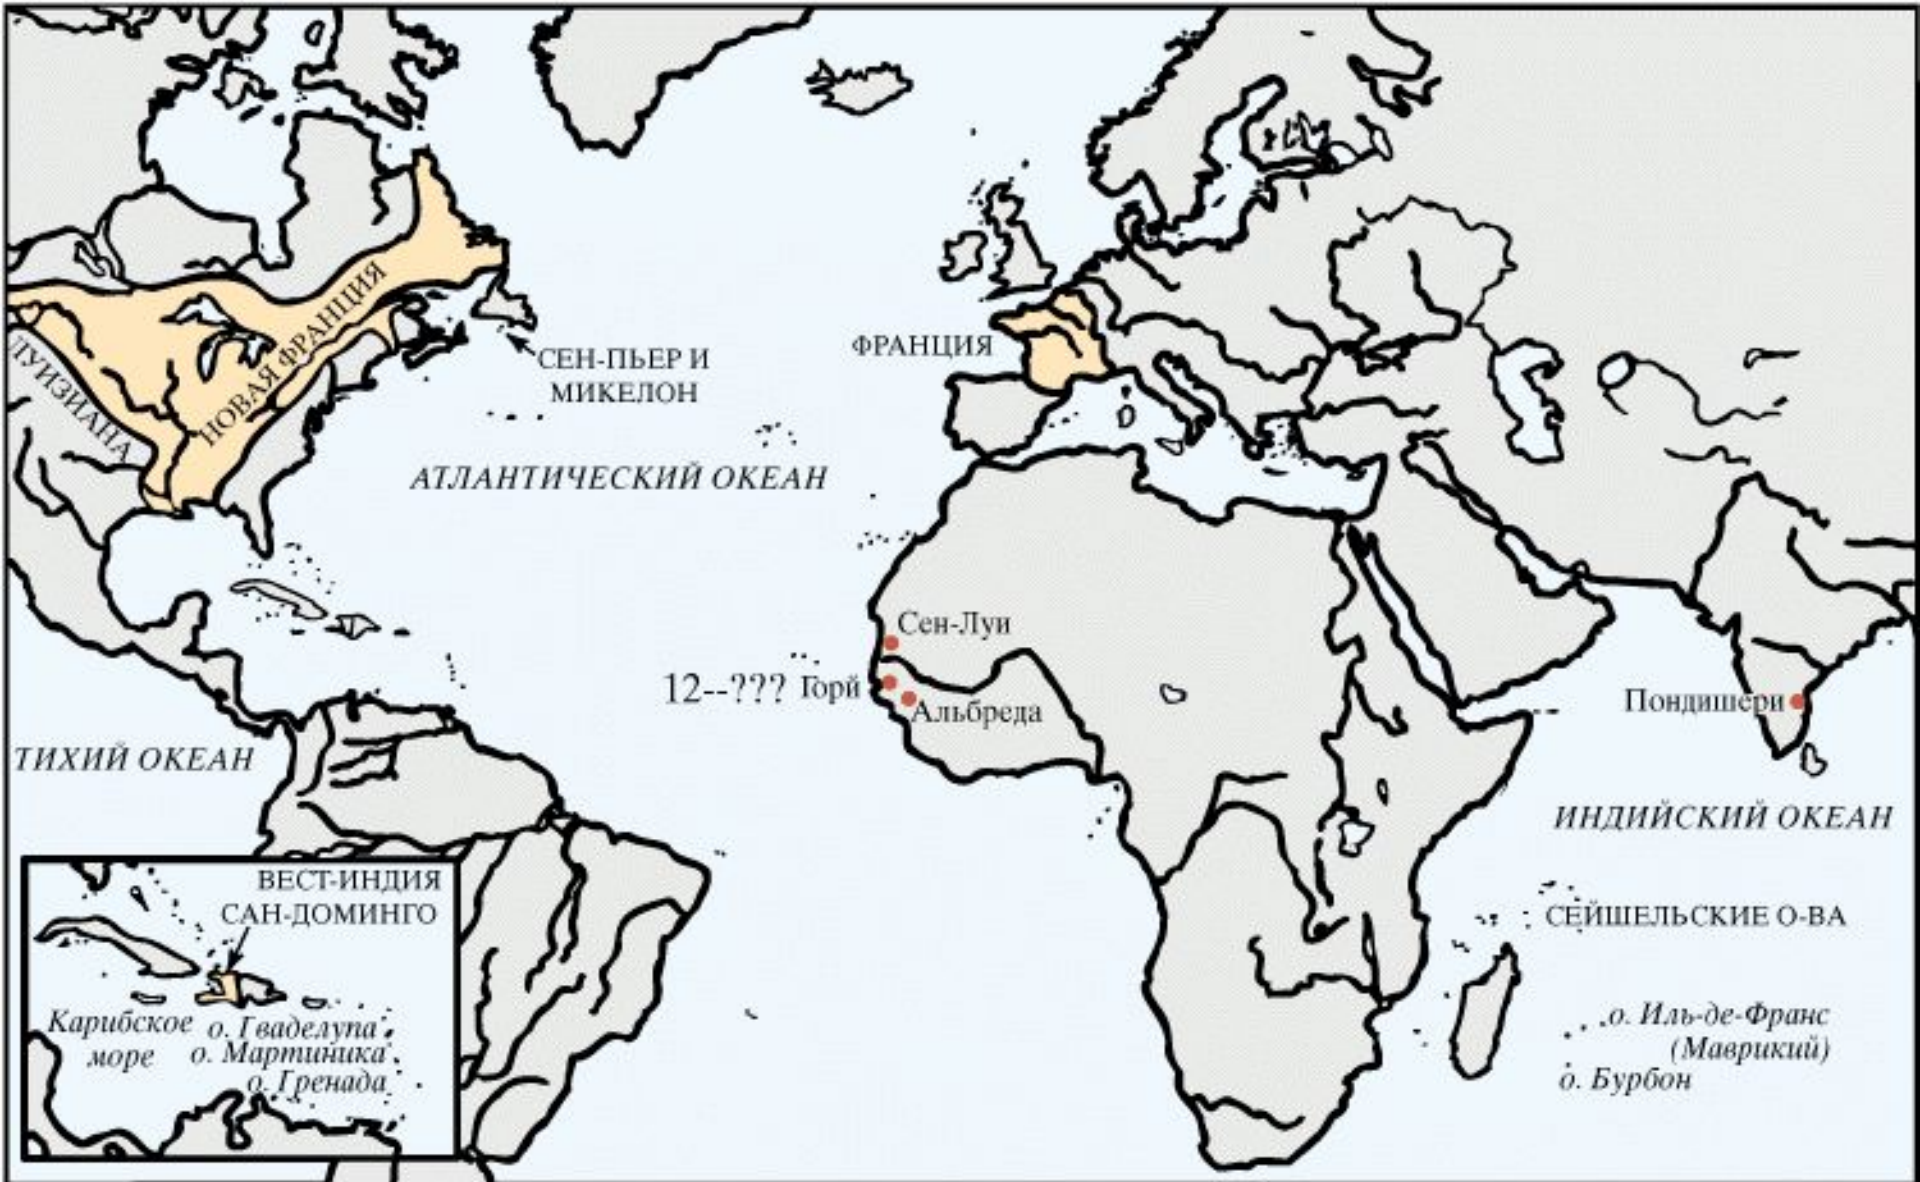 НОВАЯ ФРАНЦИЯ
ЛУИЗИАНА
СЕН-ПЬЕР И
МИКЕЛОН
ФРАНЦИЯ
АТЛАНТИЧЕСКИЙ ОКЕАН
Сен-Луи
12--??? Горй
Альбреда
Пондишери
ТИХИЙ ОКЕАН
ИНДИЙСКИЙ ОКЕАН
ВЕСТ-ИНДИЯ
САН-ДОМИНГО
СЕЙШЕЛЬСКИЕ О-ВА
Карибское
море
о. Гваделупа
о. Мартиника
о. Гренада
о. Иль-де-Франс
(Маврикий)
о. Бурбон